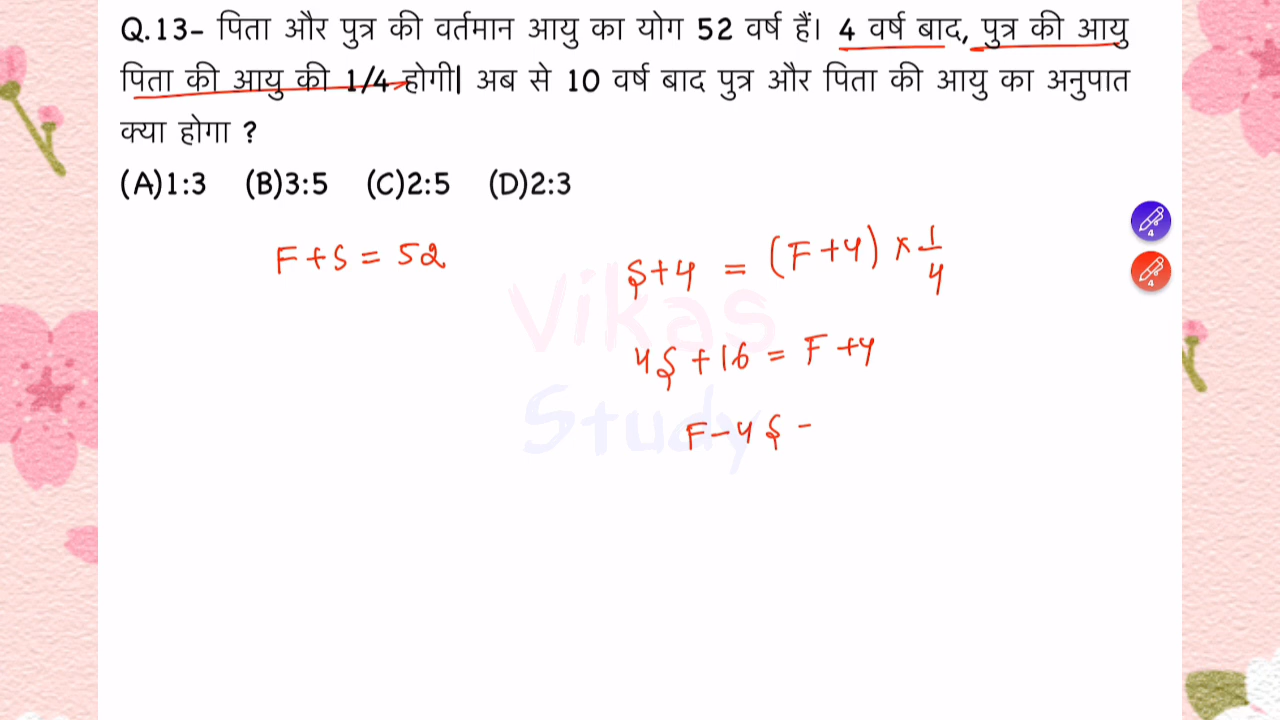 Q.13- पिता और पुत्र की वर्तमान आयु का योग 52 वर्ष हैं। 4 वर्ष बाद, पुत्र की आयु
पिता की आयु की 1/4 होगी| अब से 10 वर्ष बाद पुत्र और पिता की आयु का अनुपात
क्या होगा ?
(A)1:3 (B)3:5 (C)2:5 (D)2:3
F+S = 52
S+4 = (F+4) × 1/4
4S + 16 = F +4
F - 4S -
Vikas
Study
4
4